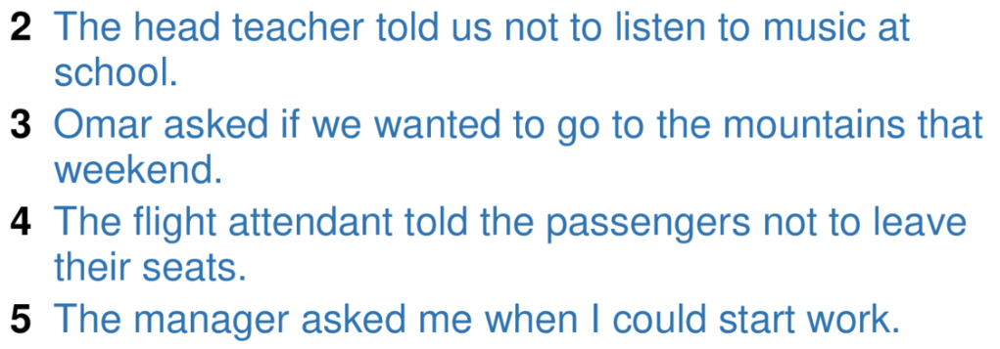 2 The head teacher told us not to listen to music at
school.
3 Omar asked if we wanted to go to the mountains that
weekend.
4 The flight attendant told the passengers not to leave
their seats.
5 The manager asked me when I could start work.